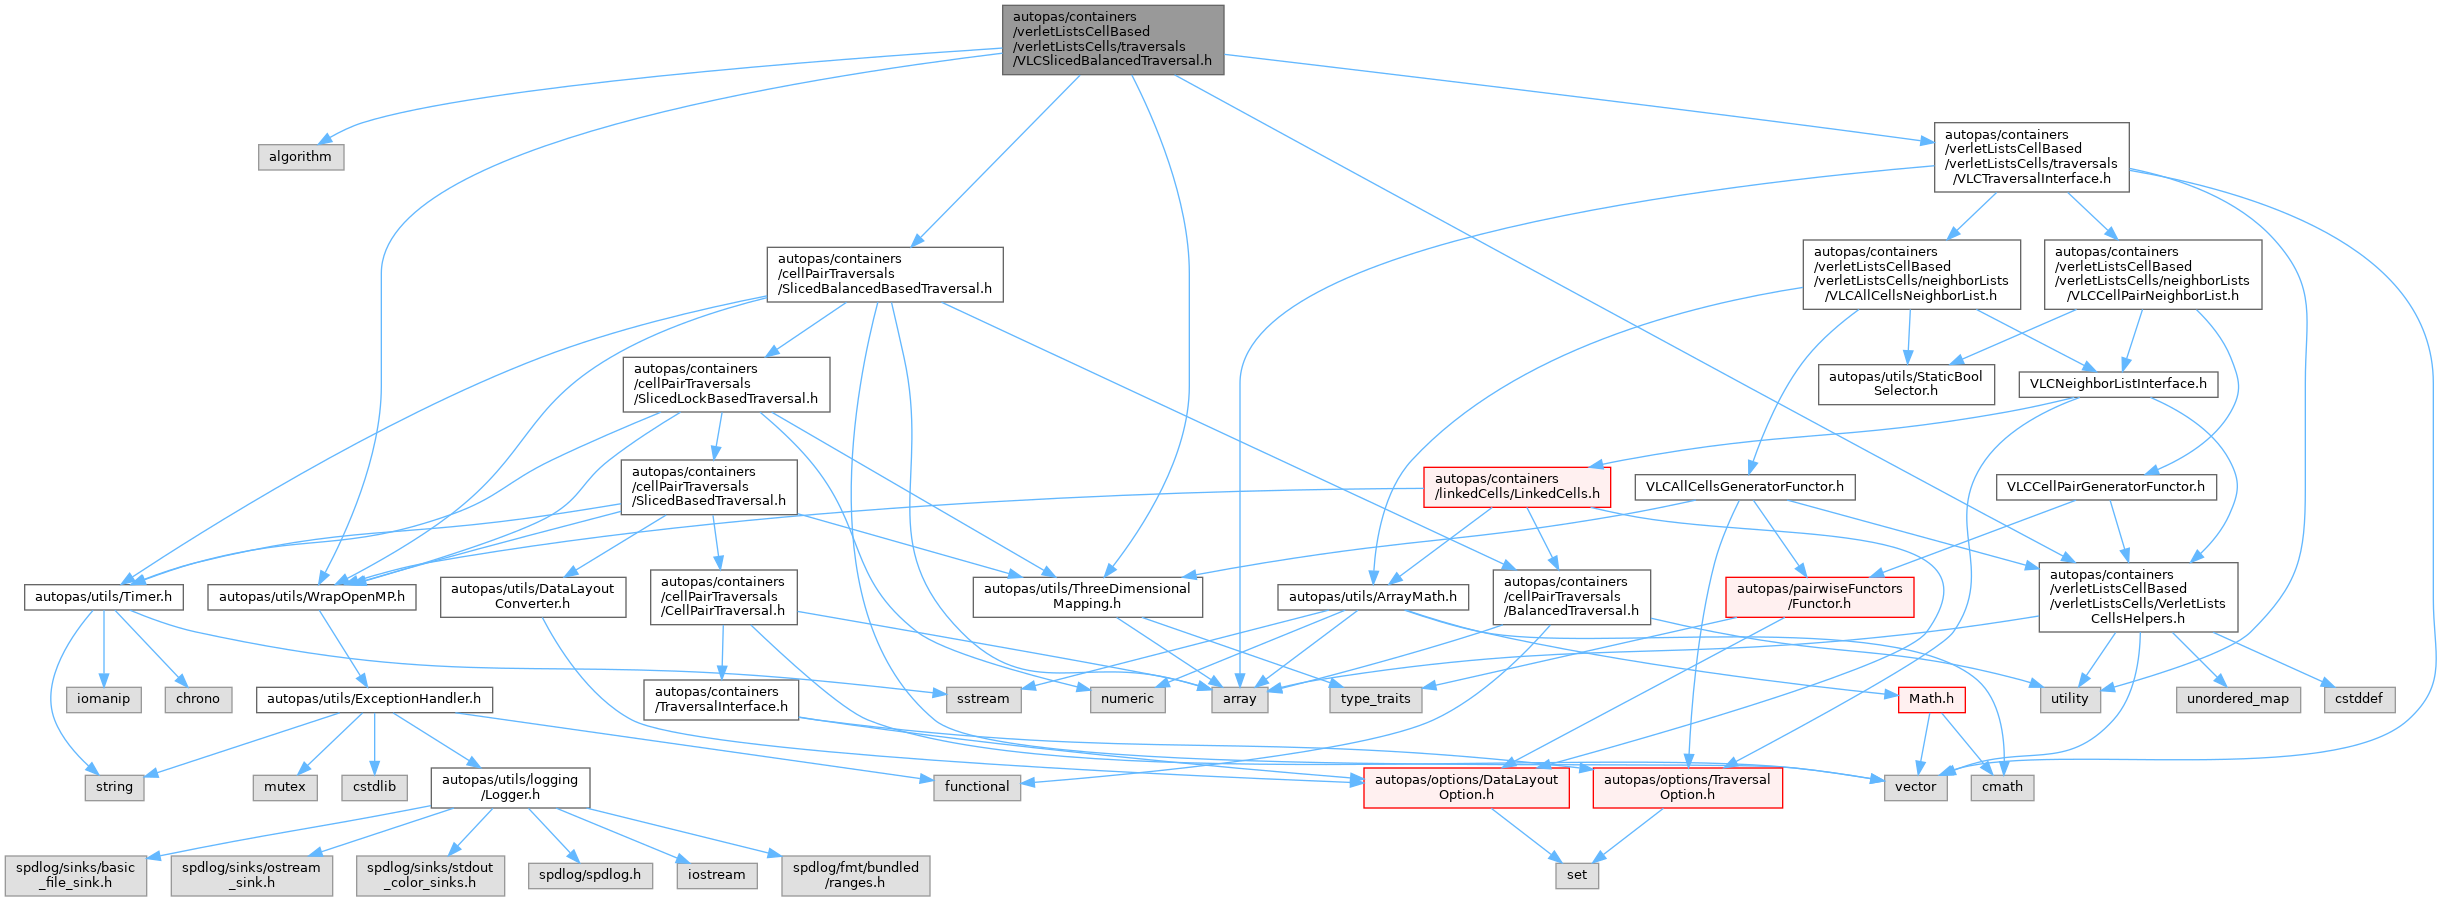 autopas/containers
/verletListsCellBased
/verletListsCells/traversals
/VLCSlicedBalancedTraversal.h
algorithm
autopas/containers
/verletListsCellBased
/verletListsCells/traversals
/VLCTraversalInterface.h
autopas/containers
/cellPairTraversals
/SlicedBalancedBasedTraversal.h
autopas/containers
/verletListsCellBased
/verletListsCells/neighborLists
/VLCAllCellsNeighborList.h
autopas/containers
/verletListsCellBased
/verletListsCells/neighborLists
/VLCCellPairNeighborList.h
autopas/containers
/cellPairTraversals
/SlicedLockBasedTraversal.h
autopas/utils/StaticBool
Selector.h
VLCNeighborListInterface.h
autopas/containers
/cellPairTraversals
/SlicedBasedTraversal.h
autopas/containers
/linkedCells/LinkedCells.h
VLCAllCellsGeneratorFunctor.h
VLCCellPairGeneratorFunctor.h
autopas/utils/Timer.h
autopas/utils/WrapOpenMP.h
autopas/utils/DataLayout
Converter.h
autopas/containers
/cellPairTraversals
/CellPairTraversal.h
autopas/utils/ThreeDimensional
Mapping.h
autopas/utils/ArrayMath.h
autopas/containers
/cellPairTraversals
/BalancedTraversal.h
autopas/pairwiseFunctors
/Functor.h
autopas/containers
/verletListsCellBased
/verletListsCells/VerletLists
CellsHelpers.h
iomanip
chrono
autopas/utils/ExceptionHandler.h
autopas/containers
/TraversalInterface.h
sstream
numeric
array
type_traits
Math.h
utility
unordered_map
cstddef
string
mutex
cstdlib
autopas/utils/logging
/Logger.h
functional
autopas/options/DataLayout
Option.h
autopas/options/Traversal
Option.h
vector
cmath
spdlog/sinks/basic
_file_sink.h
spdlog/sinks/ostream
_sink.h
spdlog/sinks/stdout
_color_sinks.h
spdlog/spdlog.h
iostream
spdlog/fmt/bundled
/ranges.h
set